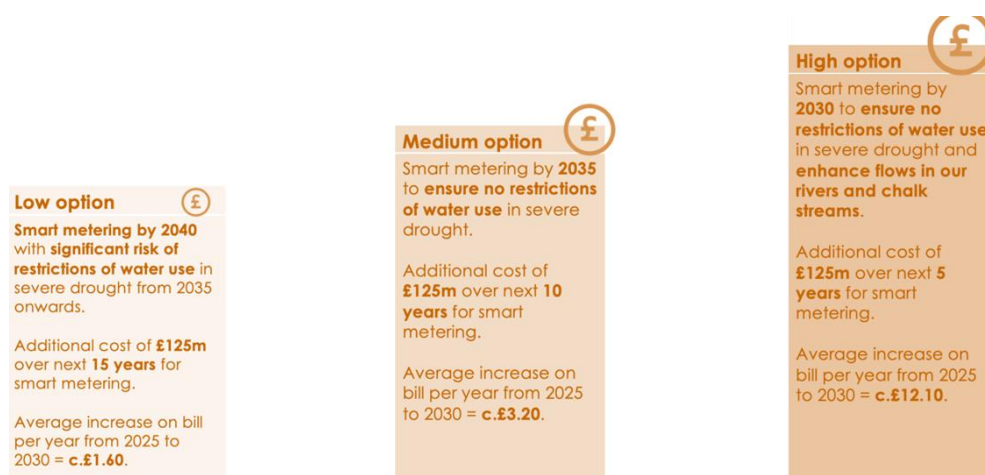 Low option
£
Smart metering by 2040
with significant risk of
restrictions of water use in
severe drought from 2035
onwards.
Additional cost of £125m
over next 15 years for
smart metering.
Average increase on bill
per year from 2025 to
2030 = c.£1.60.
Medium option
£
Smart metering by 2035
to ensure no restrictions
of water use in severe
drought.
Additional cost of
£125m over next 10
years for smart
metering.
Average increase on
bill per year from 2025
to 2030 = c.£3.20.
High option
£
Smart metering by
2030 to ensure no
restrictions of water use
in severe drought and
enhance flows in our
rivers and chalk
streams.
Additional cost of
£125m over next 5
years for smart
metering.
Average increase on
bill per year from 2025
to 2030 = c.£12.10.